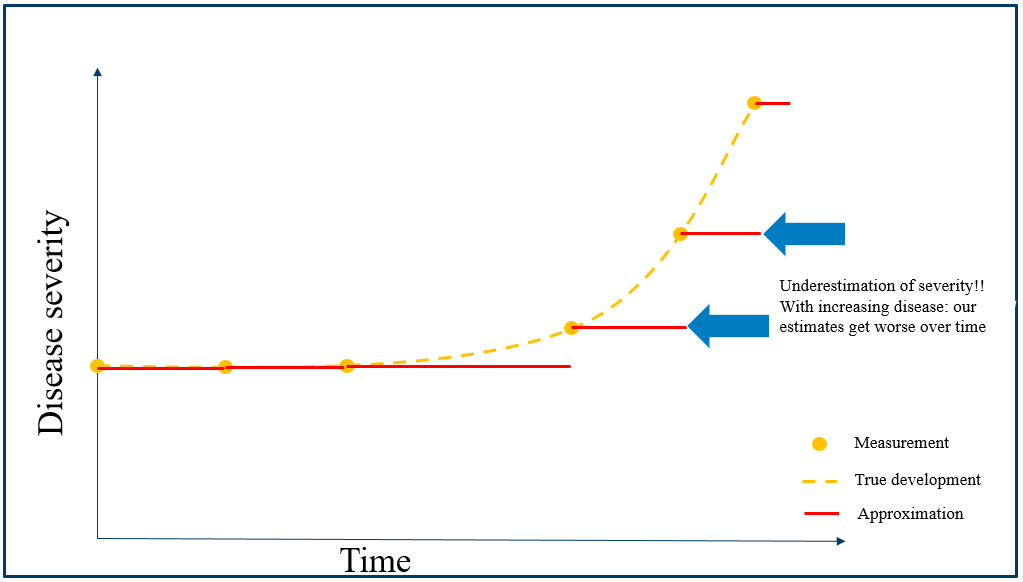 Disease severity
Underestimation of severity!!
With increasing disease: our
estimates get worse over time
Measurement
True development
Approximation
Time